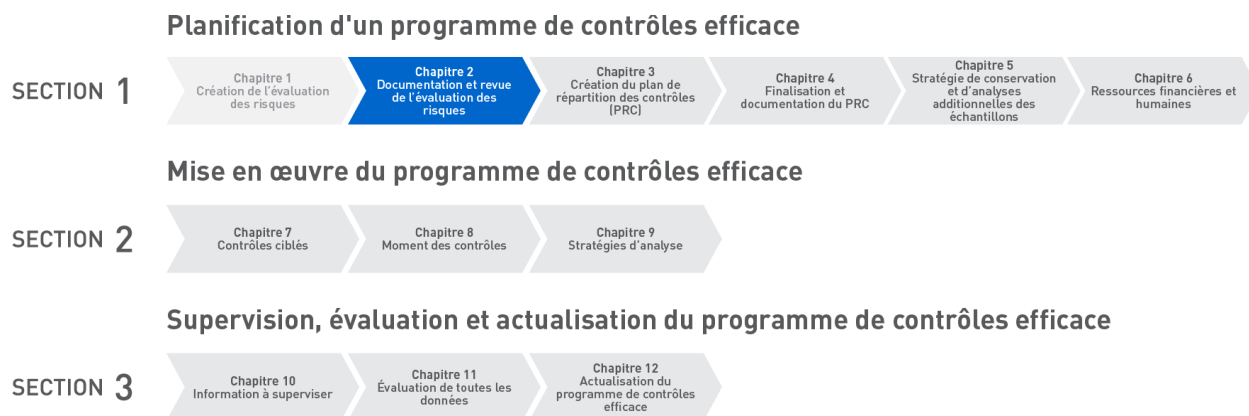 Planification d'un programme de contrôles efficace
SECTION 1
Chapitre 1
Création de l'évaluation
des risques
Chapitre 2
Documentation et revue
de l'évaluation des
risques
Chapitre 3
Création du plan de
répartition des contrôles
(PRC)
Chapitre 4
Finalisation et
documentation du PRC
Chapitre 5
Stratégie de conservation
et d'analyses
additionnelles des
échantillons
Chapitre 6
Ressources financières et
humaines
Mise en œuvre du programme de contrôles efficace
SECTION 2
Chapitre 7
Contrôles ciblés
Chapitre 8
Moment des contrôles
Chapitre 9
Stratégies d'analyse
Supervision, évaluation et actualisation du programme de contrôles efficace
SECTION 3
Chapitre 10
Information à superviser
Chapitre 11
Évaluation de toutes les
données
Chapitre 12
Actualisation du
programme de contrôles
efficace